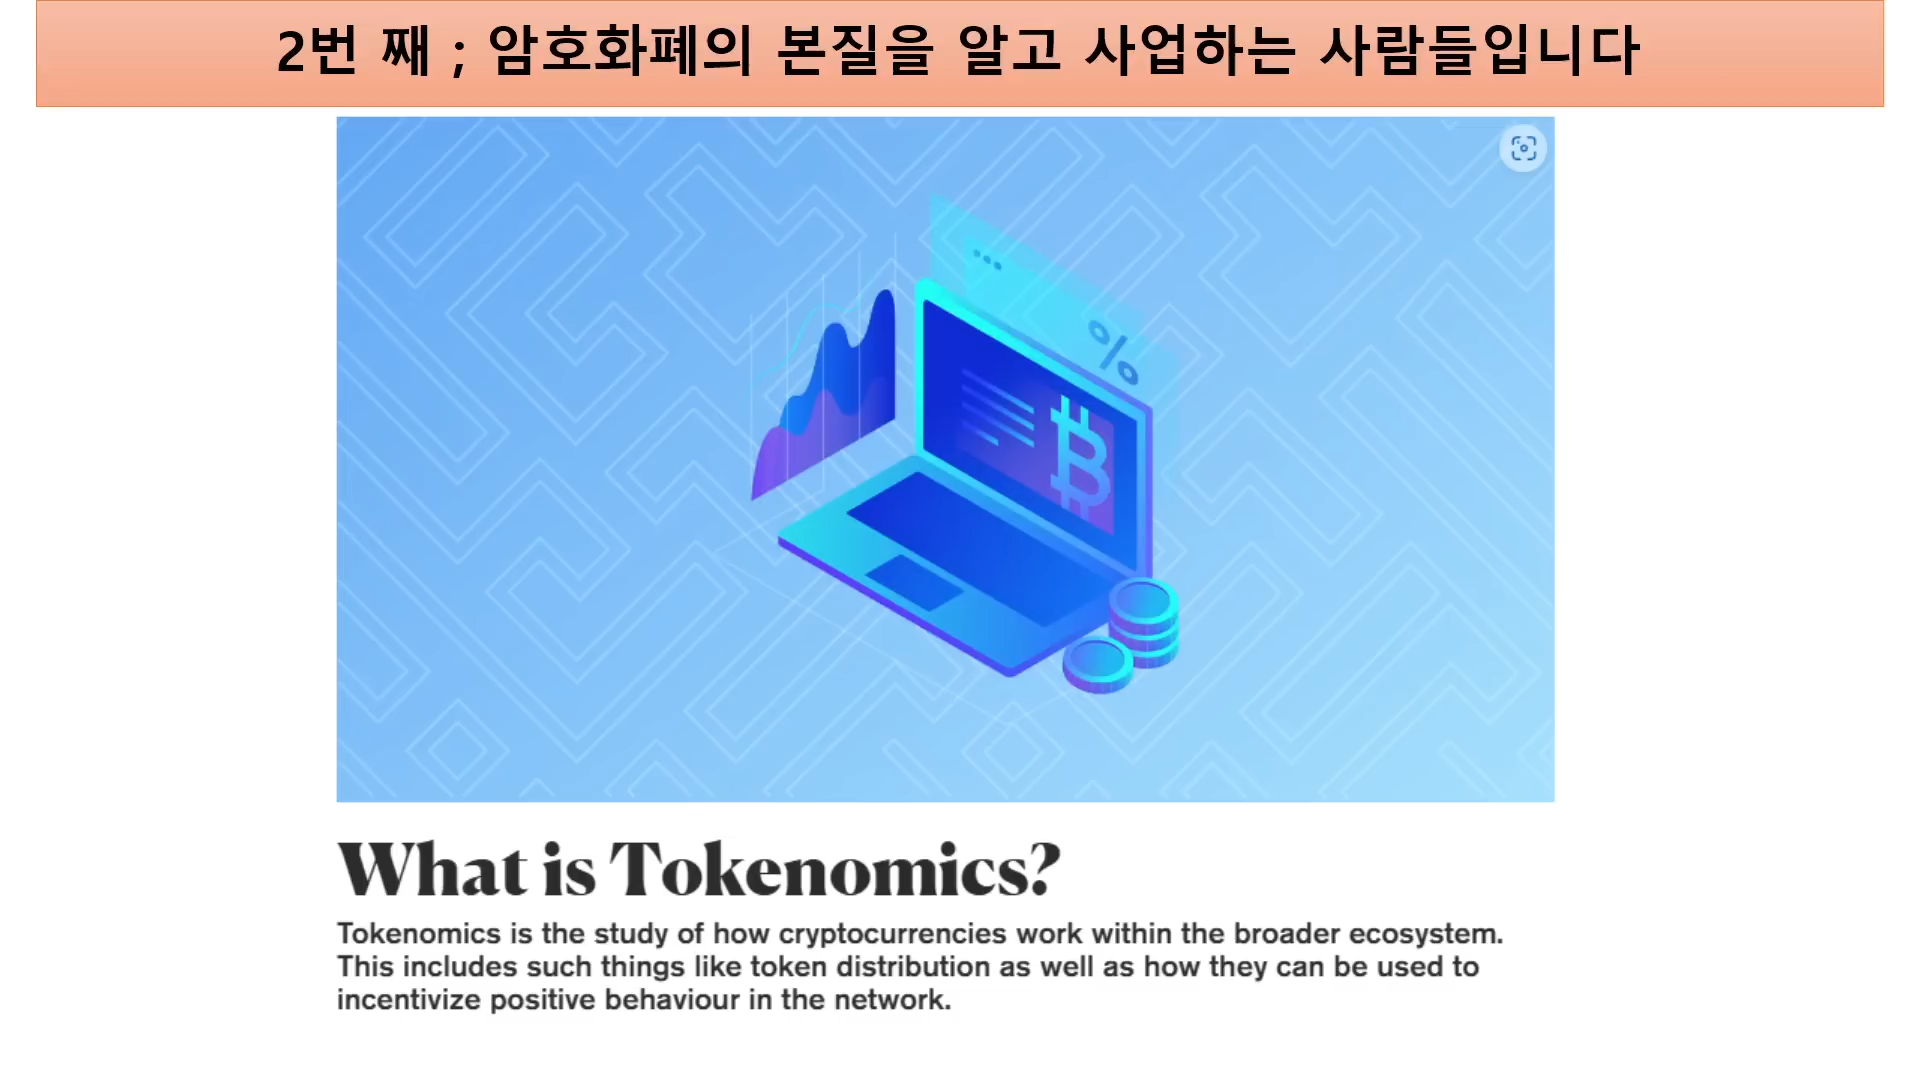 2번 째 ; 암호화폐의 본질을 알고 사업하는 사람들입니다
%
What is Tokenomics?
Tokenomics is the study of how cryptocurrencies work within the broader ecosystem.
This includes such things like token distribution as well as how they can be used to
incentivize positive behaviour in the network.